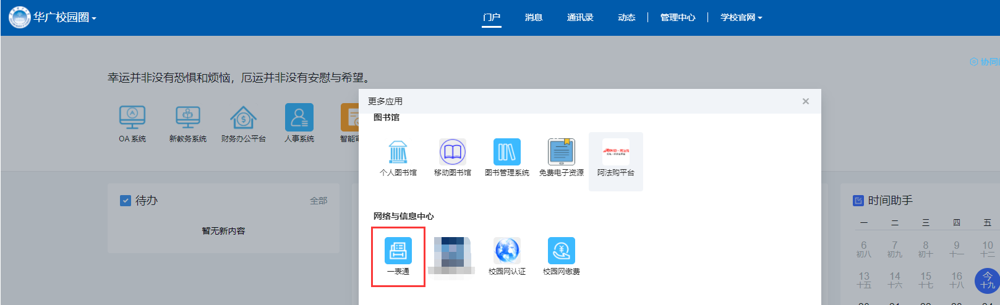 华广校园圈
门户 消息 通讯录 动态 管理中心 学校官网
协同
幸运并非没有恐惧和烦恼，厄运并非没有安慰与希望。
OA 系统 新教务系统 财务办公平台 人事系统 智能
更多应用
图书馆
个人图书馆 移动图书馆 图书管理系统 免费电子资源 阿法购平台
待办 全部
暂无新内容
网络与信息中心
一表通 校园网认证 校园网缴费
时间助手
一 二 三 四 五
6 7 8 9 10
初八 初九 初十 十一 十二
13 14 15 16 今
十五 十六 十七 十八 十九